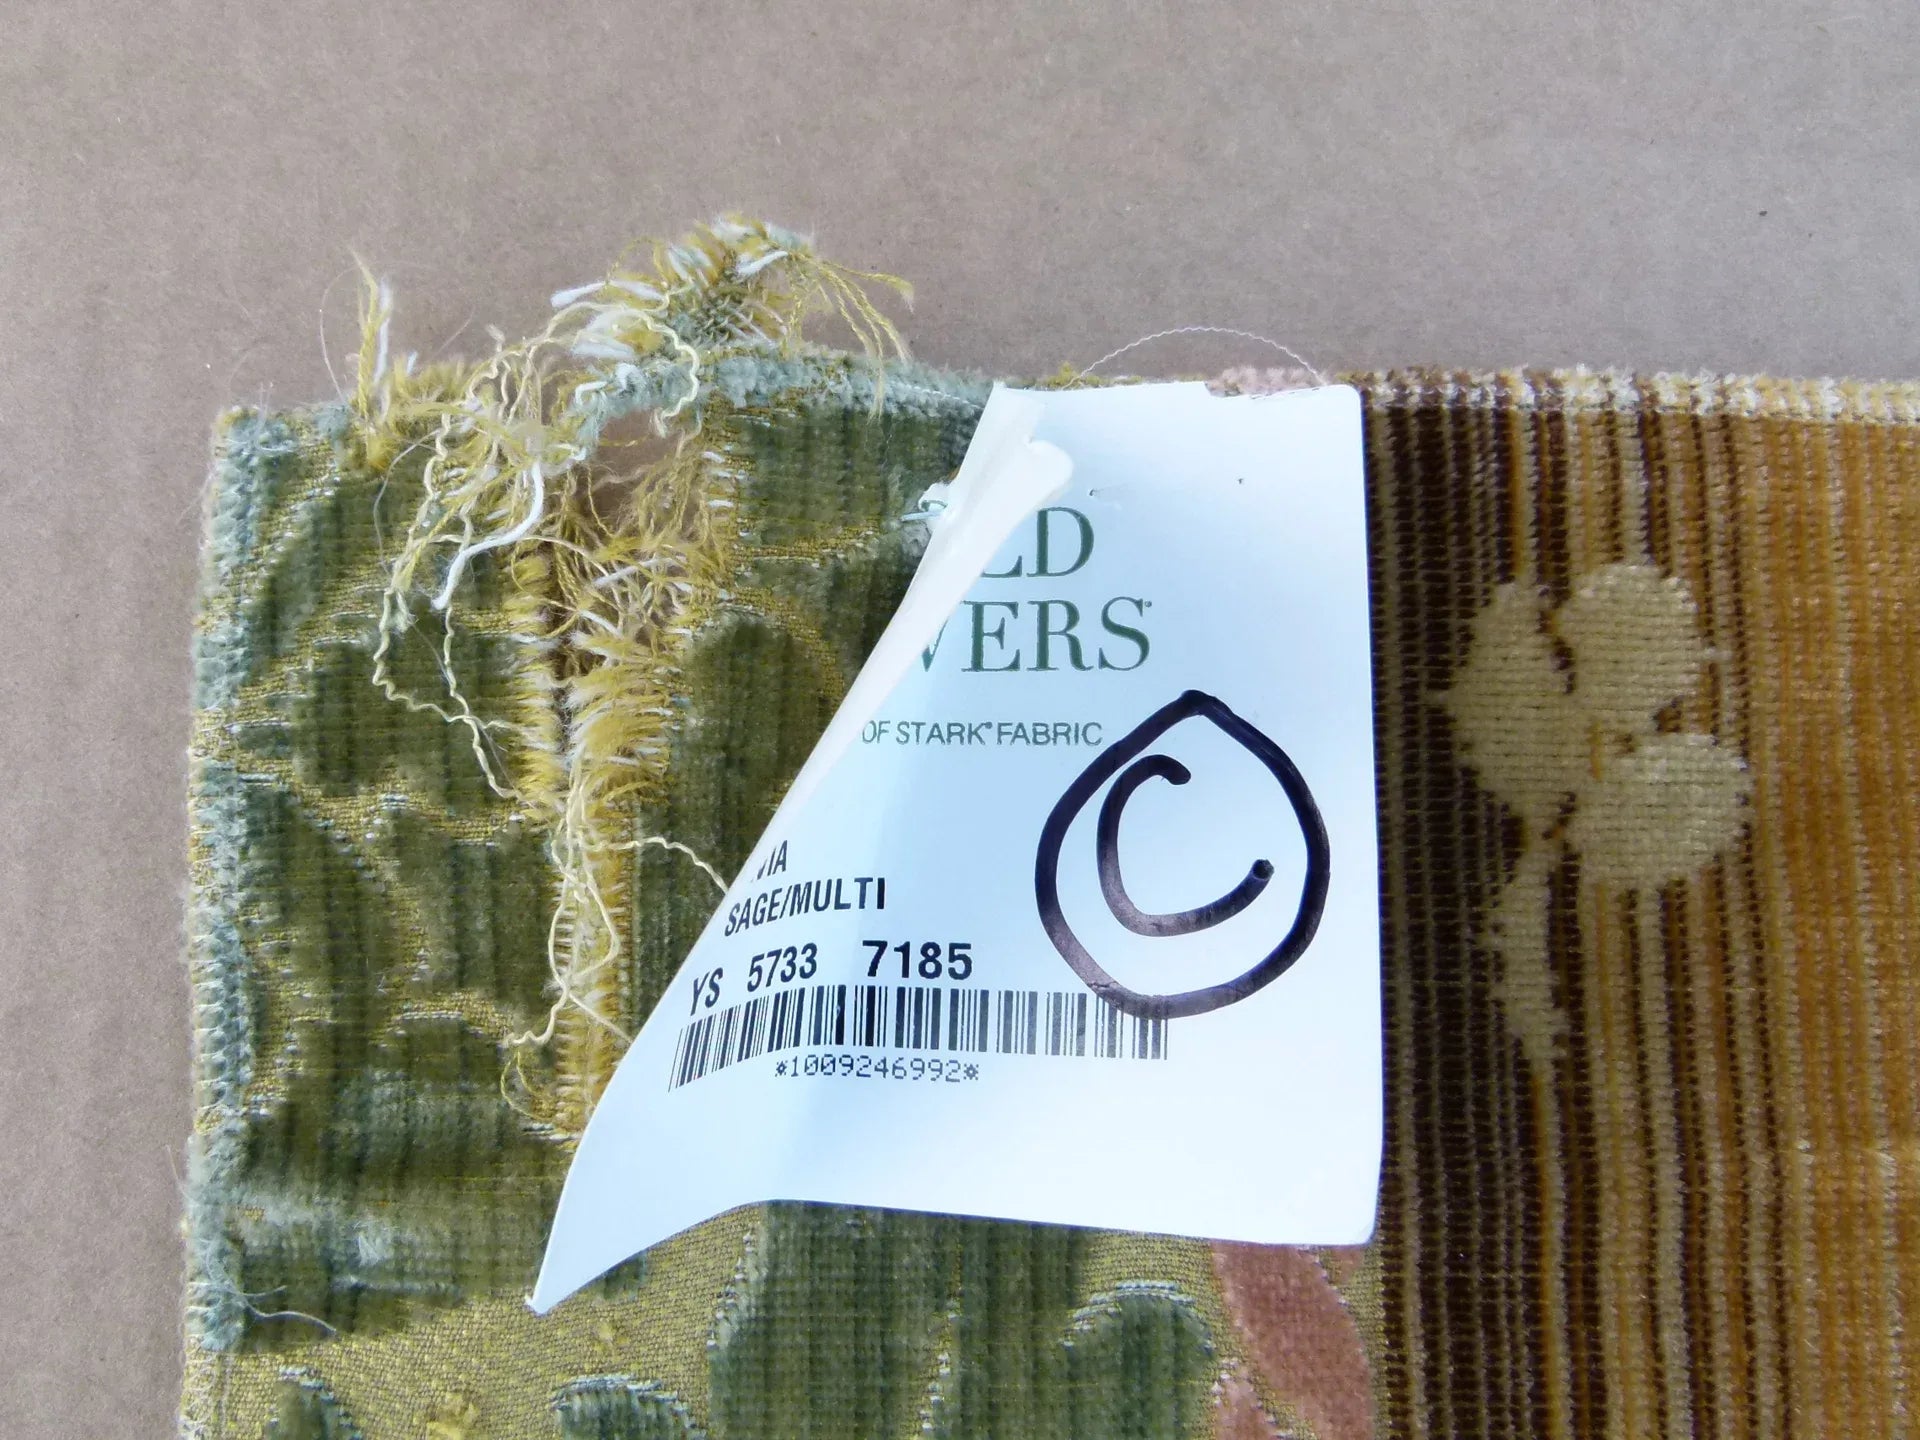 LD
VERS
OF STARK® FABRIC
C
VIA
SAGE/MULTI
YS 5733 7185
*1009246992*